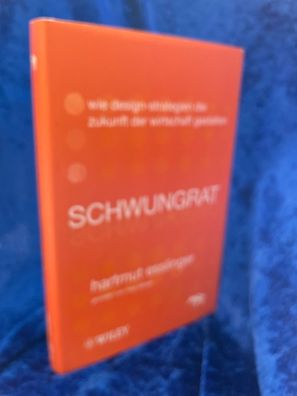 wie design-strategien die
zukunft der wirtschaft gestalten
SCHWUNGRAT
hartmut esslinger
WILEY